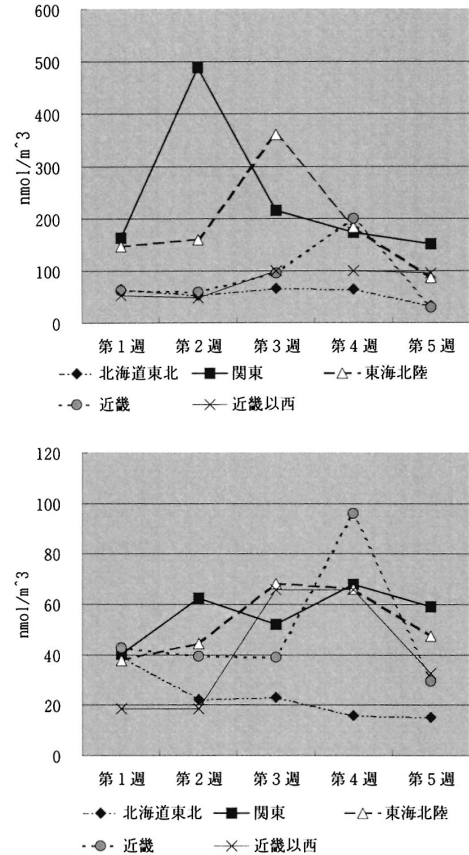 600
500
400
300
200
100
0
nmol/m^3
第1週 第2週 第3週 第4週 第5週
北海道東北 関東 東海北陸
近畿 近畿以西
120
100
80
60
40
20
0
nmol/m^3
第1週 第2週 第3週 第4週 第5週
北海道東北 関東 東海北陸
近畿 近畿以西